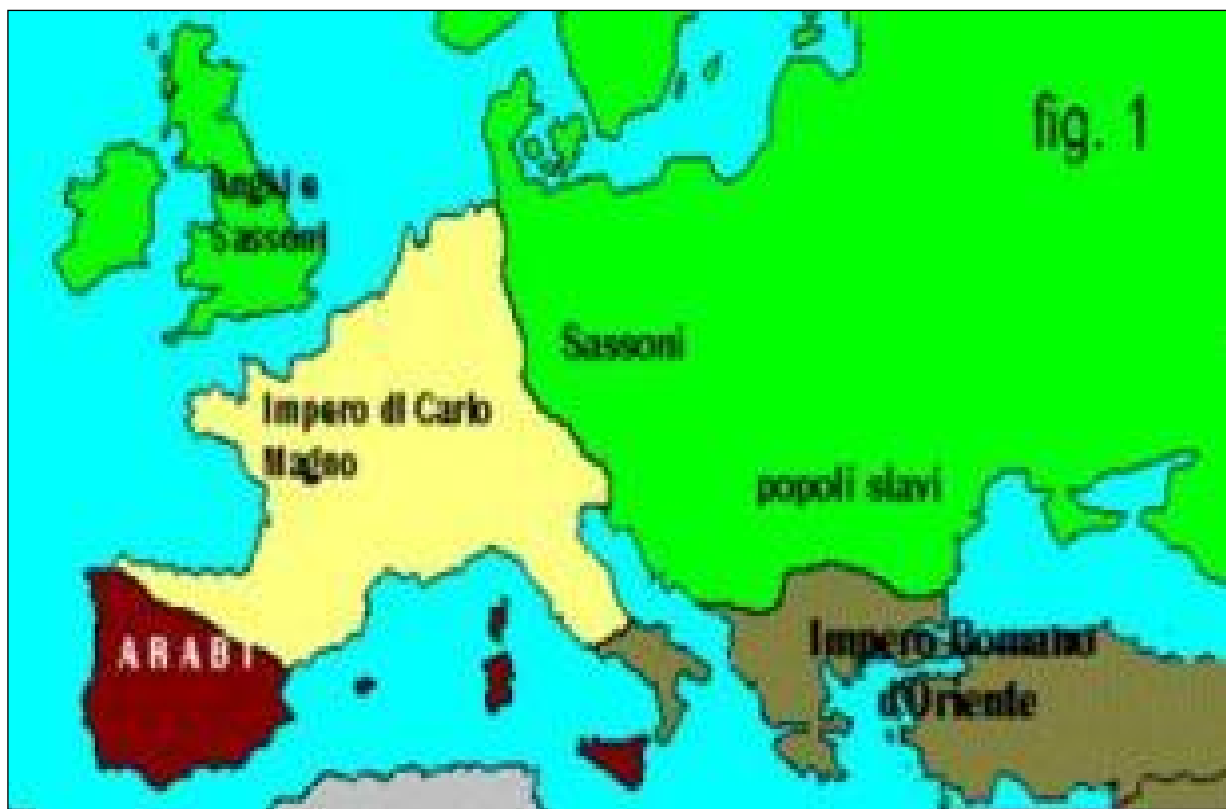 fig. 1
Angli e
Sassoni
Sassoni
Impero di Carlo
Magno
popoli slavi
ARABI
Impero Romano
d'Oriente